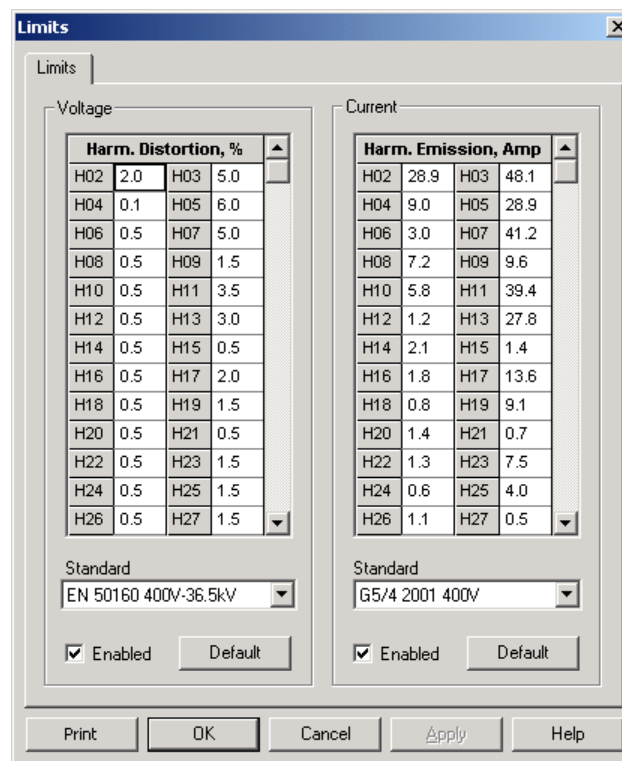 Limits
Limits
Voltage
Harm. Distortion, %
H02 2.0 H03 5.0
H04 0.1 H05 6.0
H06 0.5 H07 5.0
H08 0.5 H09 1.5
H10 0.5 H11 3.5
H12 0.5 H13 3.0
H14 0.5 H15 0.5
H16 0.5 H17 2.0
H18 0.5 H19 1.5
H20 0.5 H21 0.5
H22 0.5 H23 1.5
H24 0.5 H25 1.5
H26 0.5 H27 1.5
Standard
EN 50160 400V-36.5kV
Enabled Default
Current
Harm. Emission, Amp
H02 28.9 H03 48.1
H04 9.0 H05 28.9
H06 3.0 H07 41.2
H08 7.2 H09 9.6
H10 5.8 H11 39.4
H12 1.2 H13 27.8
H14 2.1 H15 1.4
H16 1.8 H17 13.6
H18 0.8 H19 9.1
H20 1.4 H21 0.7
H22 1.3 H23 7.5
H24 0.6 H25 4.0
H26 1.1 H27 0.5
Standard
G5/4 2001 400V
Enabled Default
Print OK Cancel Apply Help